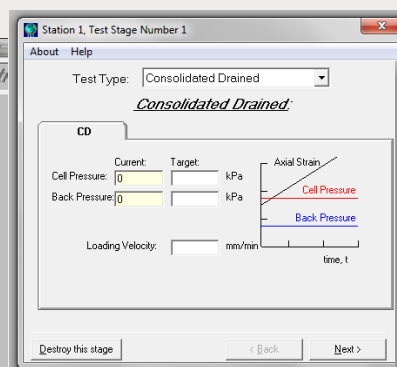 Station 1, Test Stage Number 1
About Help
Test Type: Consolidated Drained
Consolidated Drained:
CD
Current: Target:
Cell Pressure: 0 kPa
Back Pressure: 0 kPa
Loading Velocity: mm/min
Axial Strain
Cell Pressure
Back Pressure
time, t
Destroy this stage < Back Next >